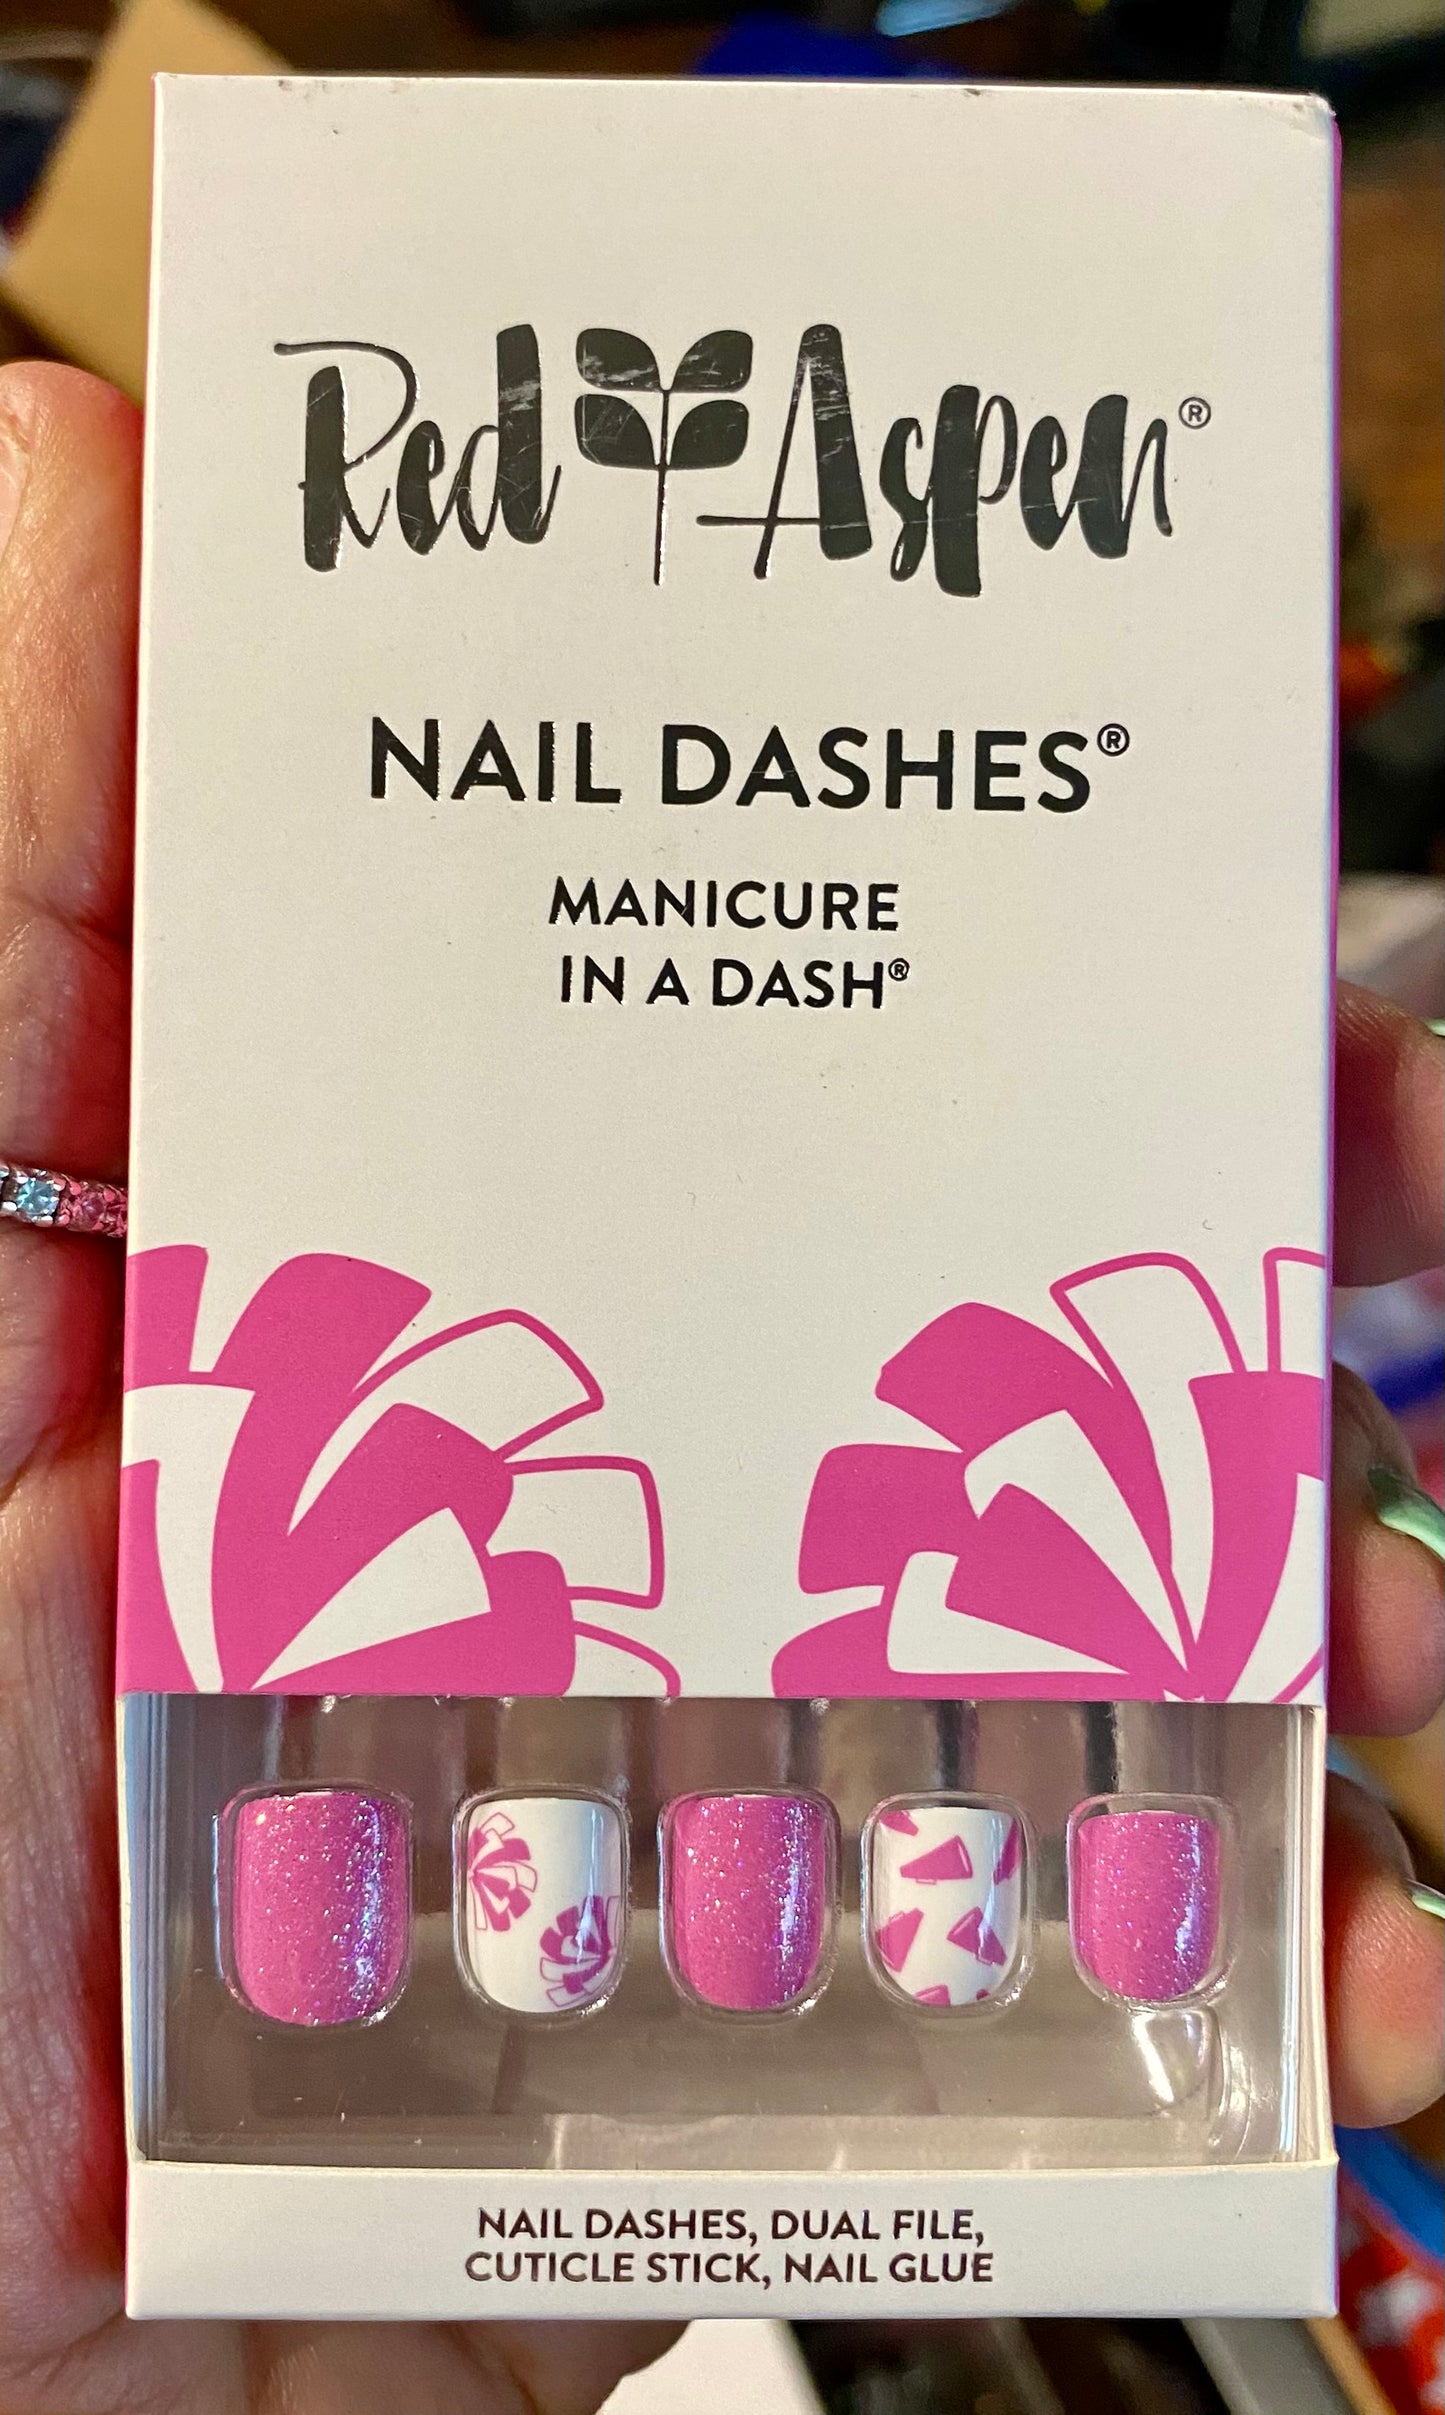 Red Aspen®
NAIL DASHES®
MANICURE
IN A DASH®
NAIL DASHES, DUAL FILE,
CUTICLE STICK, NAIL GLUE